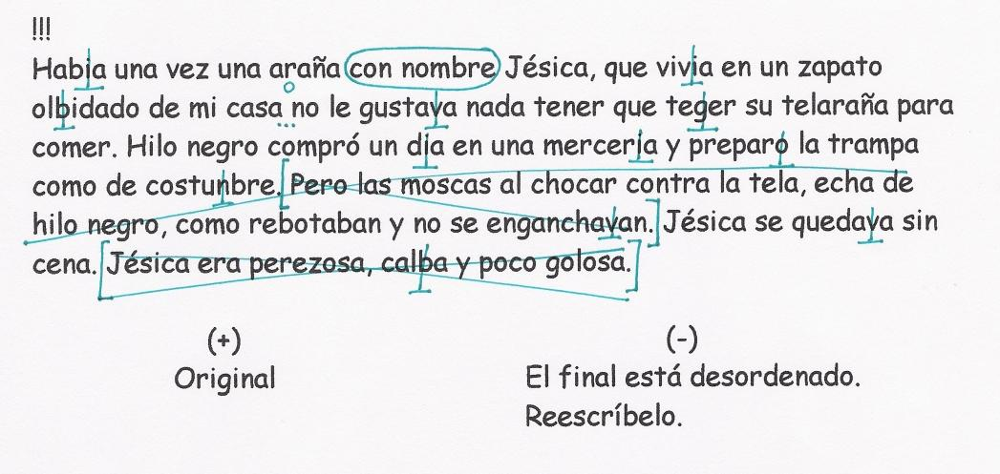 !!!
Habia una vez una araña con nombre Jésica, que vivia en un zapato
olbidado de mi casa no le gustava nada tener que teger su telaraña para
comer. Hilo negro compró un dia en una merceria y preparó la trampa
como de costunbre. Pero las moscas al chocar contra la tela, echa de
hilo negro, como rebotaban y no se enganchavan. Jésica se quedava sin
cena. Jésica era perezosa, calba y poco golosa.
(+) (-)
Original El final está desordenado.
Reescríbelo.